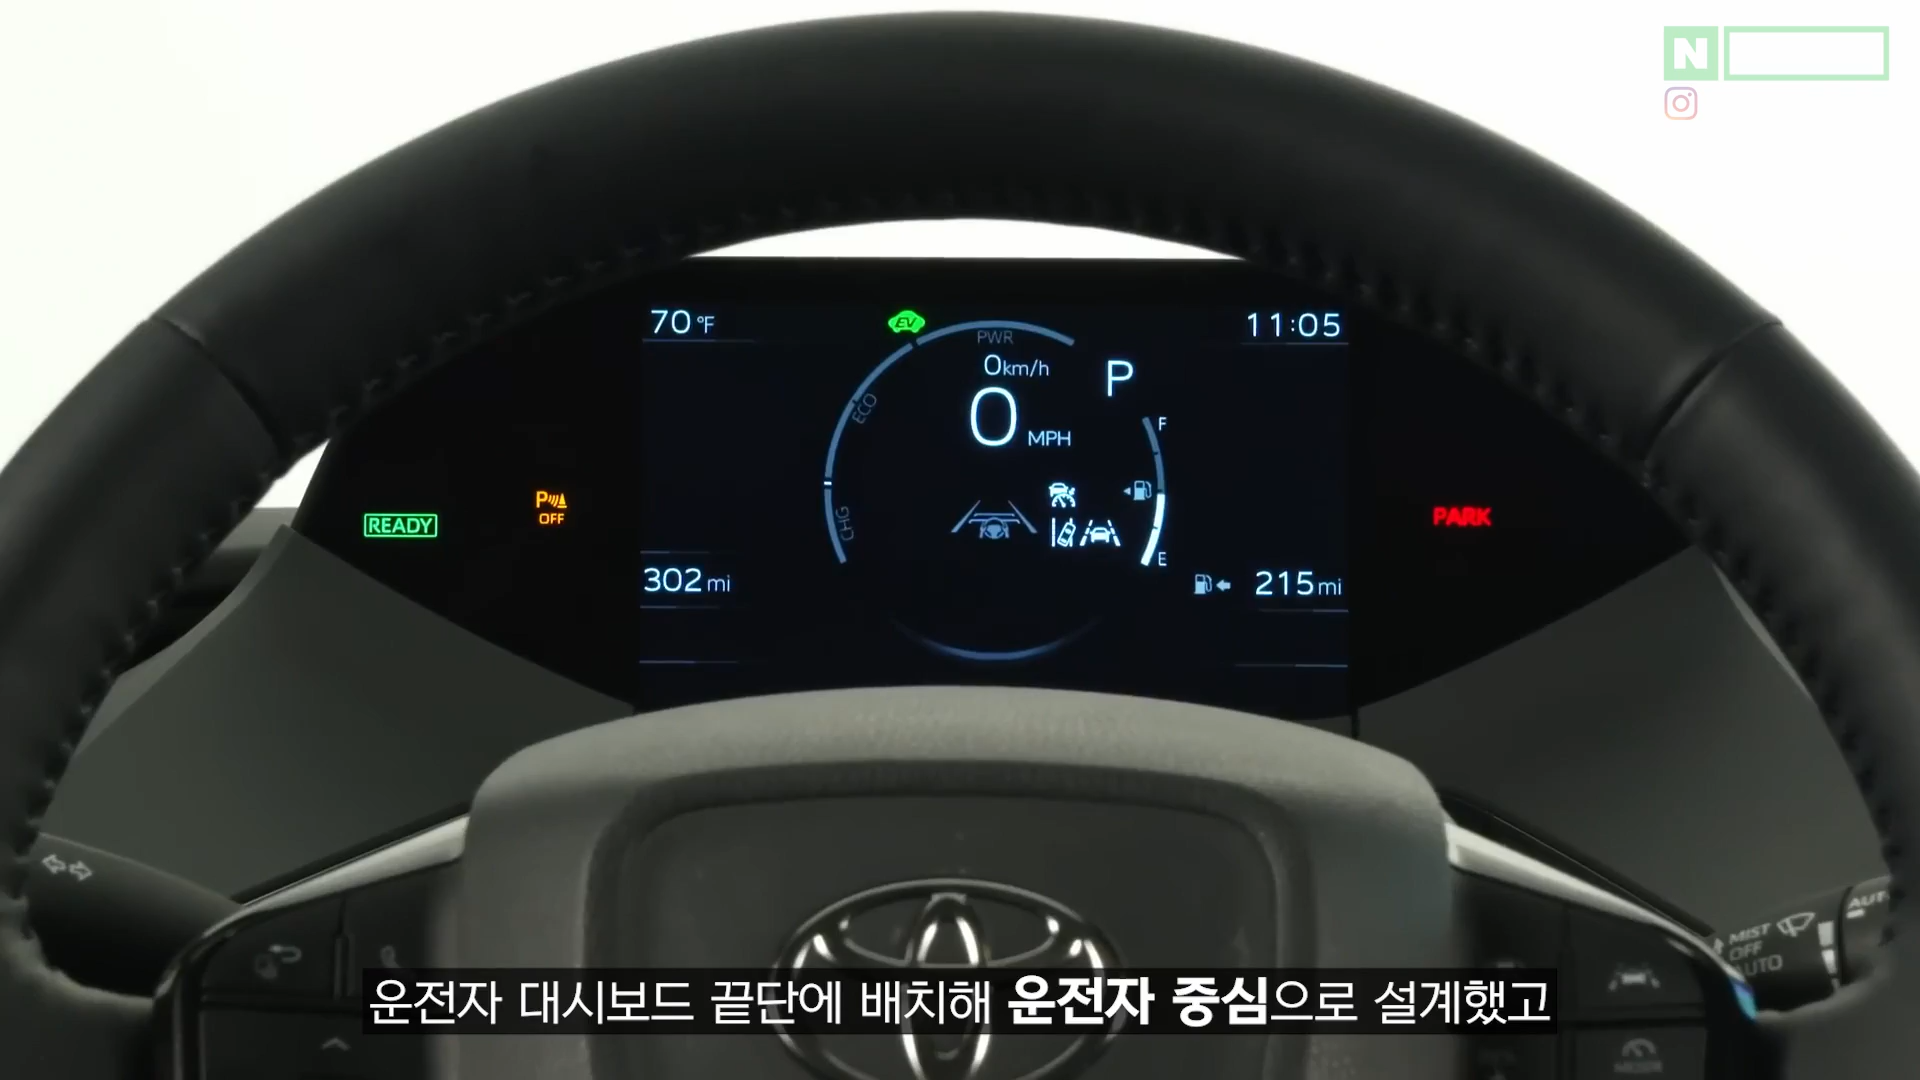 N
70 °F
EV
PWR
11:05
0km/h
P
0 MPH
ECO
F
P OFF
READY
CHG
PARK
E
302 mi
215 mi
MIST
OFF
AUTO
AUT
운전자 대시보드 끝단에 배치해 운전자 중심으로 설계했고
MODE